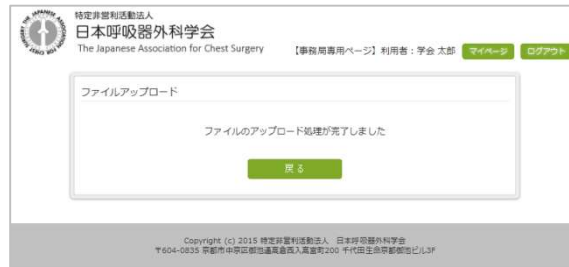 特定非営利活動法人
日本呼吸器外科学会
The Japanese Association for Chest Surgery
【事務局専用ページ】利用者：学会 太郎
マイページ
ログアウト
ファイルアップロード
ファイルのアップロード処理が完了しました
戻る
Copyright (c) 2015 特定非営利活動法人 日本呼吸器外科学会
〒604-0835 京都市中京区御池通高倉西入高宮町200 千代田生命京都御池ビル3F